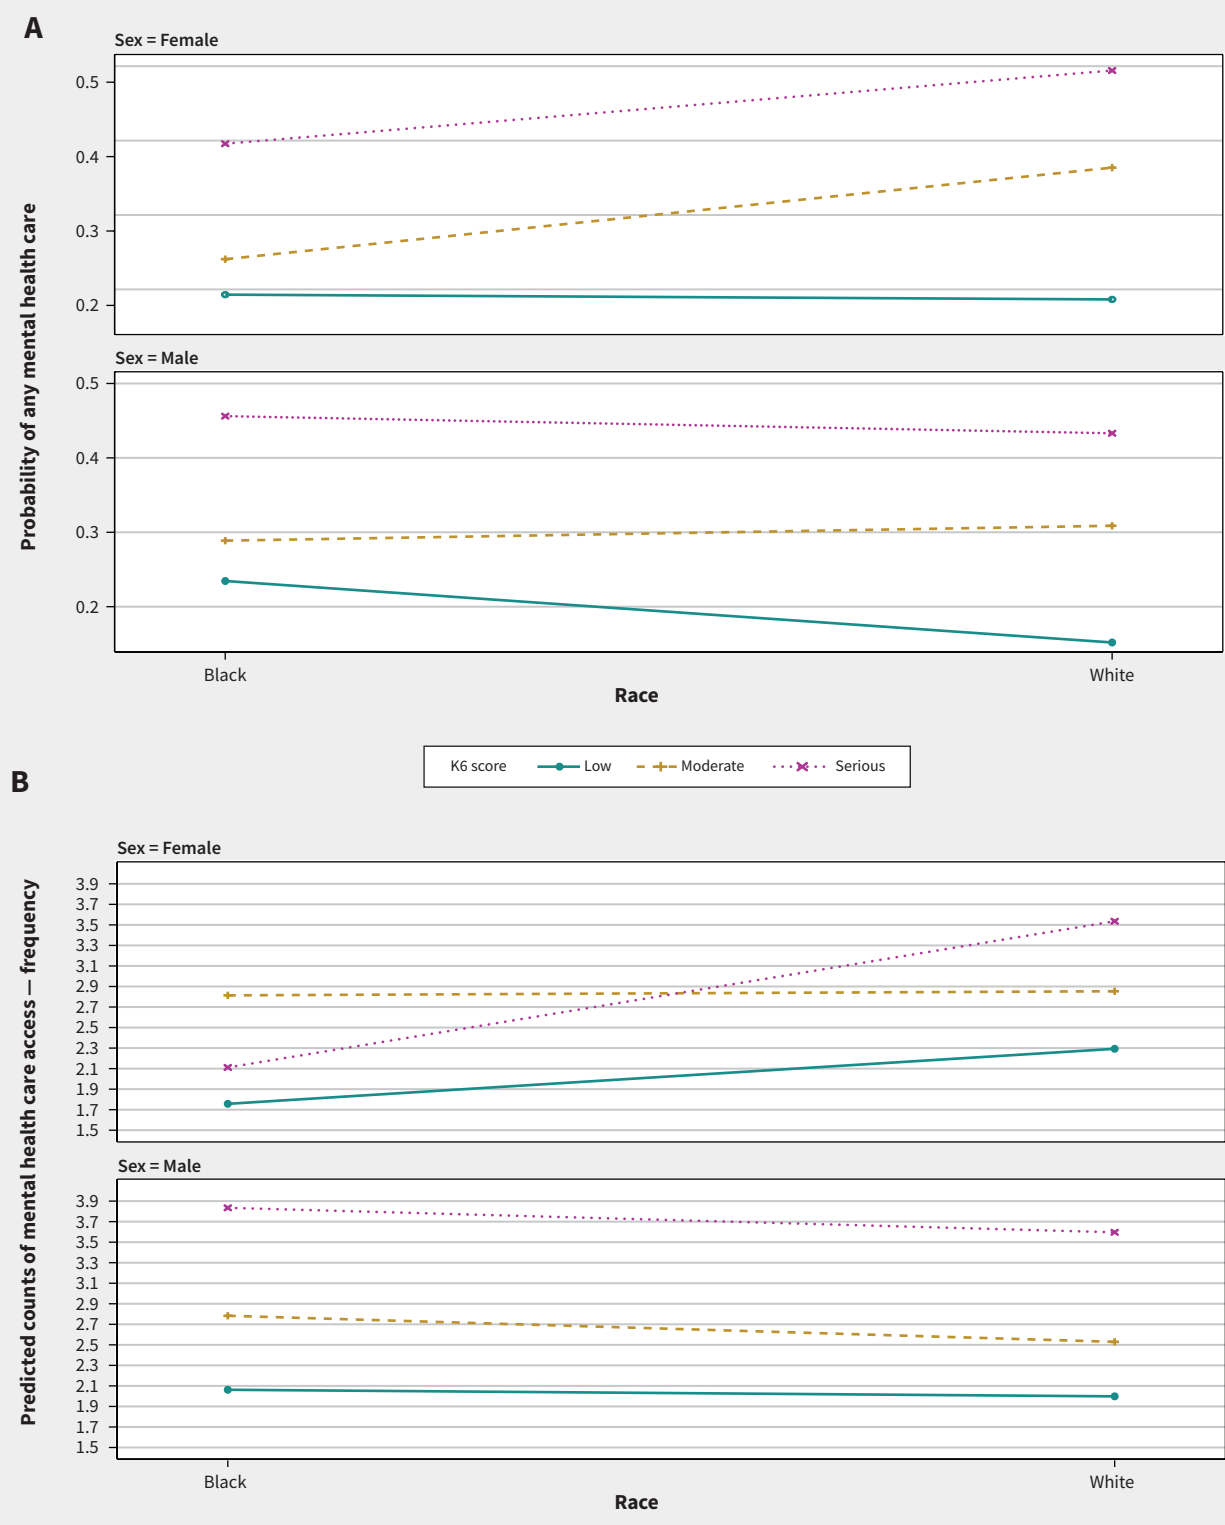 A
Sex = Female
0.5
0.4
0.3
0.2
Sex = Male
0.5
0.4
0.3
0.2
Probability of any mental health care
Black
White
Race
K6 score
Low
Moderate
Serious
B
Sex = Female
3.9
3.7
3.5
3.3
3.1
2.9
2.7
2.5
2.3
2.1
1.9
1.7
1.5
Sex = Male
3.9
3.7
3.5
3.3
3.1
2.9
2.7
2.5
2.3
2.1
1.9
1.7
1.5
Predicted counts of mental health care access — frequency
Black
White
Race